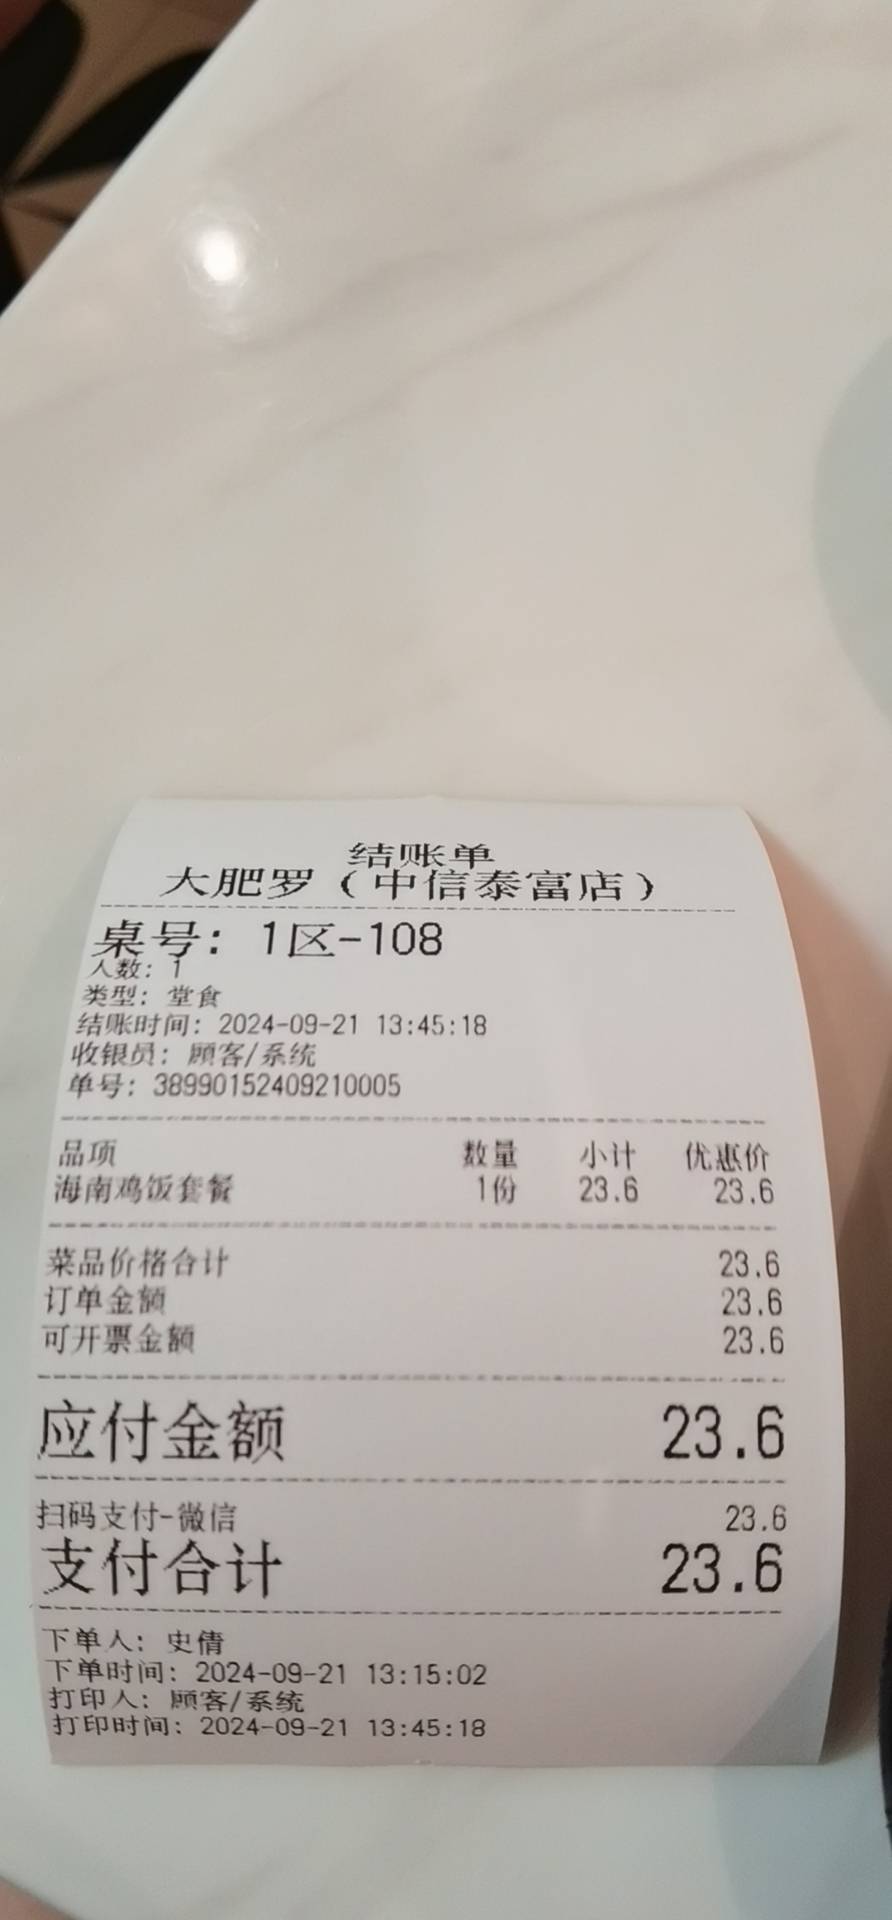 结账单
大肥罗（中信泰富店）
桌号: 1区-108
人数: 1
类型: 堂食
结账时间: 2024-09-21 13:45:18
收银员: 顾客/系统
单号: 38990152409210005
品项 数量 小计 优惠价
海南鸡饭套餐 1份 23.6 23.6
菜品价格合计 23.6
订单金额 23.6
可开票金额 23.6
应付金额 23.6
扫码支付-微信 23.6
支付合计 23.6
下单人: 史倩
下单时间: 2024-09-21 13:15:02
打印人: 顾客/系统
打印时间: 2024-09-21 13:45:18